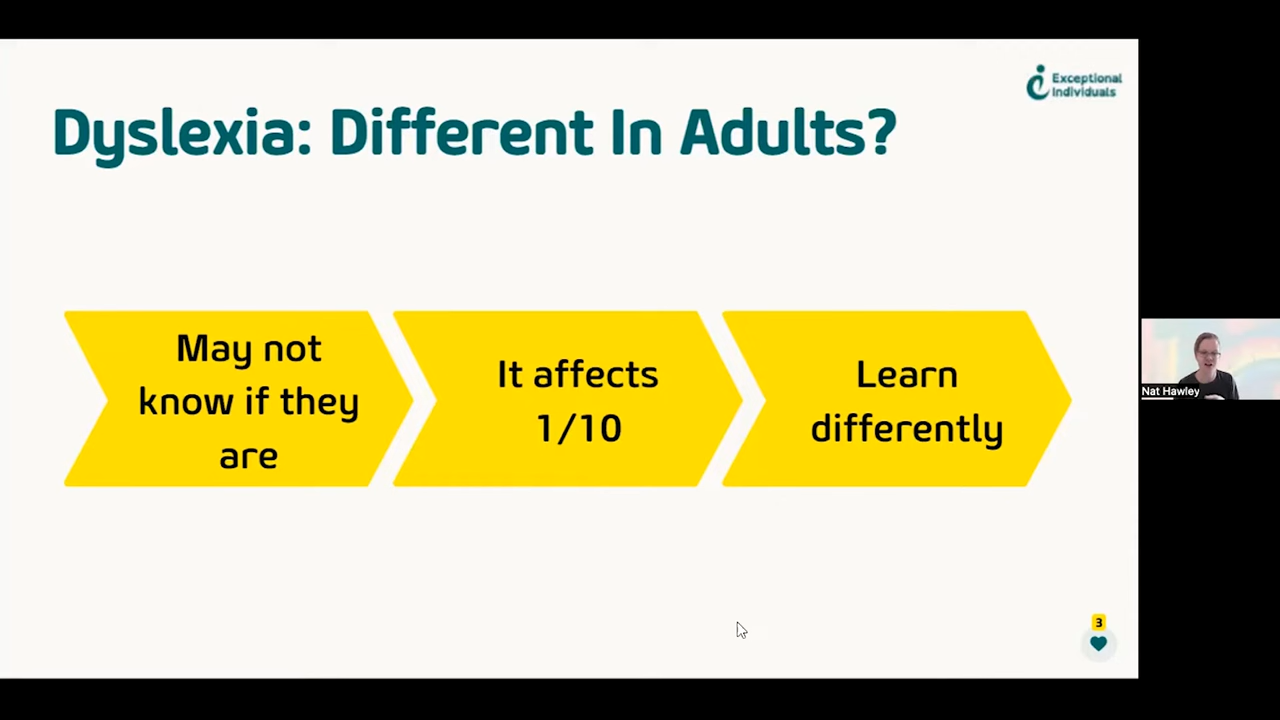 Exceptional
Individuals
Dyslexia: Different In Adults?
May not
know if they
are
It affects
1/10
Learn
differently
Nat Hawley
3